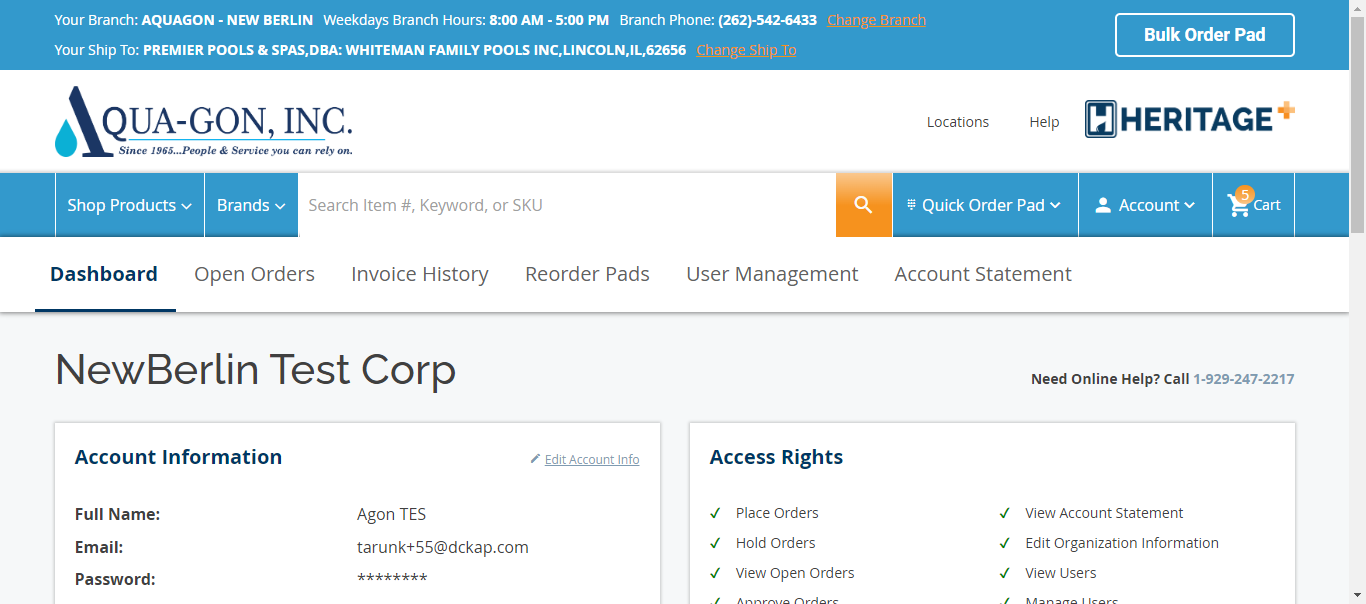 Your Branch: AQUAGON - NEW BERLIN Weekdays Branch Hours: 8:00 AM - 5:00 PM Branch Phone: (262)-542-6433 Change Branch
Your Ship To: PREMIER POOLS & SPAS,DBA: WHITEMAN FAMILY POOLS INC,LINCOLN,IL,62656 Change Ship To
Bulk Order Pad
AQUA-GON, INC.
Since 1965...People & Service you can rely on.
Locations Help HERITAGE+
Shop Products Brands Search Item #, Keyword, or SKU Quick Order Pad Account 5 Cart
Dashboard Open Orders Invoice History Reorder Pads User Management Account Statement
NewBerlin Test Corp
Need Online Help? Call 1-929-247-2217
Account Information Edit Account Info
Full Name: Agon TES
Email: tarunk+55@dckap.com
Password: ********
Access Rights
Place Orders View Account Statement
Hold Orders Edit Organization Information
View Open Orders View Users
Approve Orders Manage Users